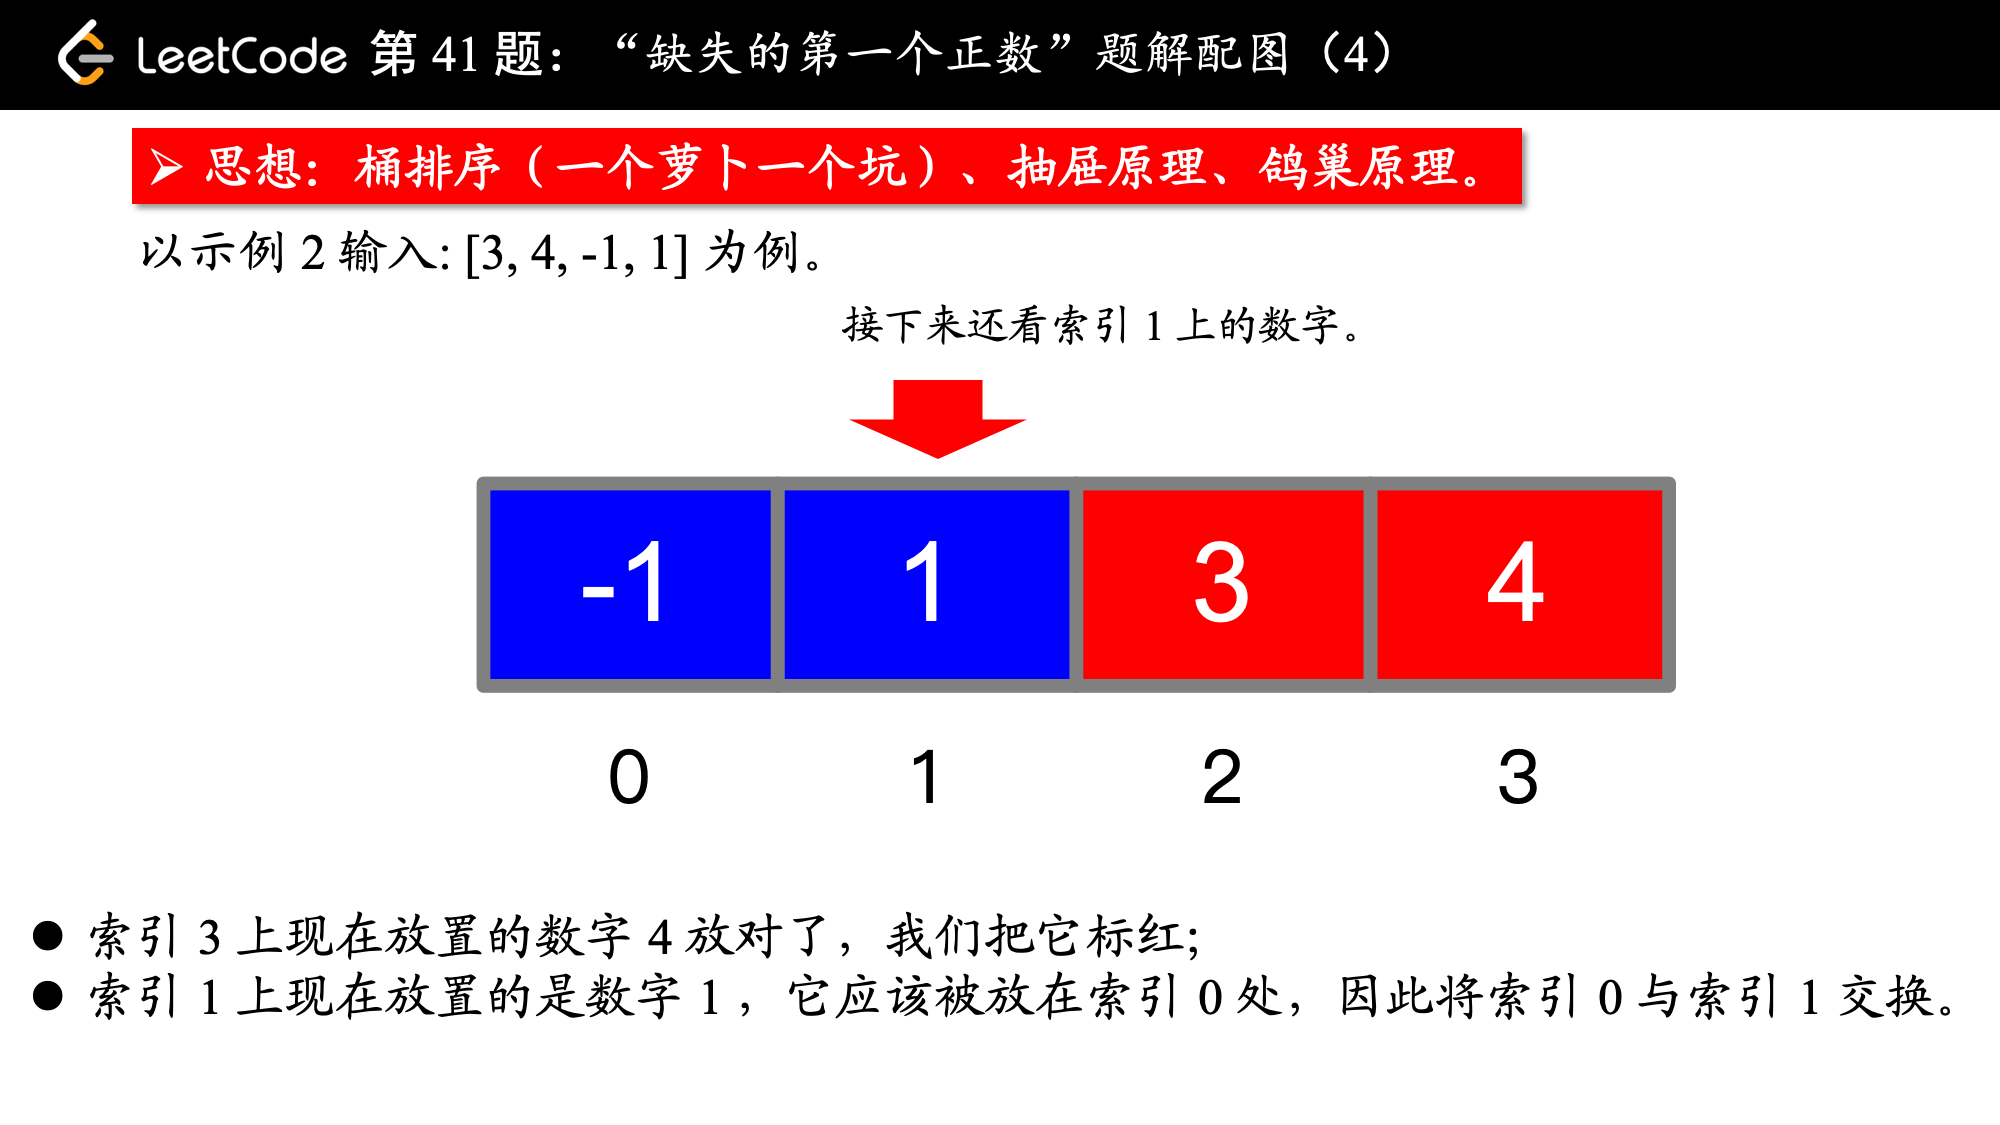 LeetCode 第 41 题：“缺失的第一个正数”题解配图（4）
➢ 思想：桶排序（一个萝卜一个坑）、抽屉原理、鸽巢原理。
以示例 2 输入: [3, 4, -1, 1] 为例。
接下来还看索引 1 上的数字。
-1 1 3 4
0 1 2 3
● 索引 3 上现在放置的数字 4 放对了，我们把它标红;
● 索引 1 上现在放置的是数字 1 ，它应该被放在索引 0 处，因此将索引 0 与索引 1 交换。